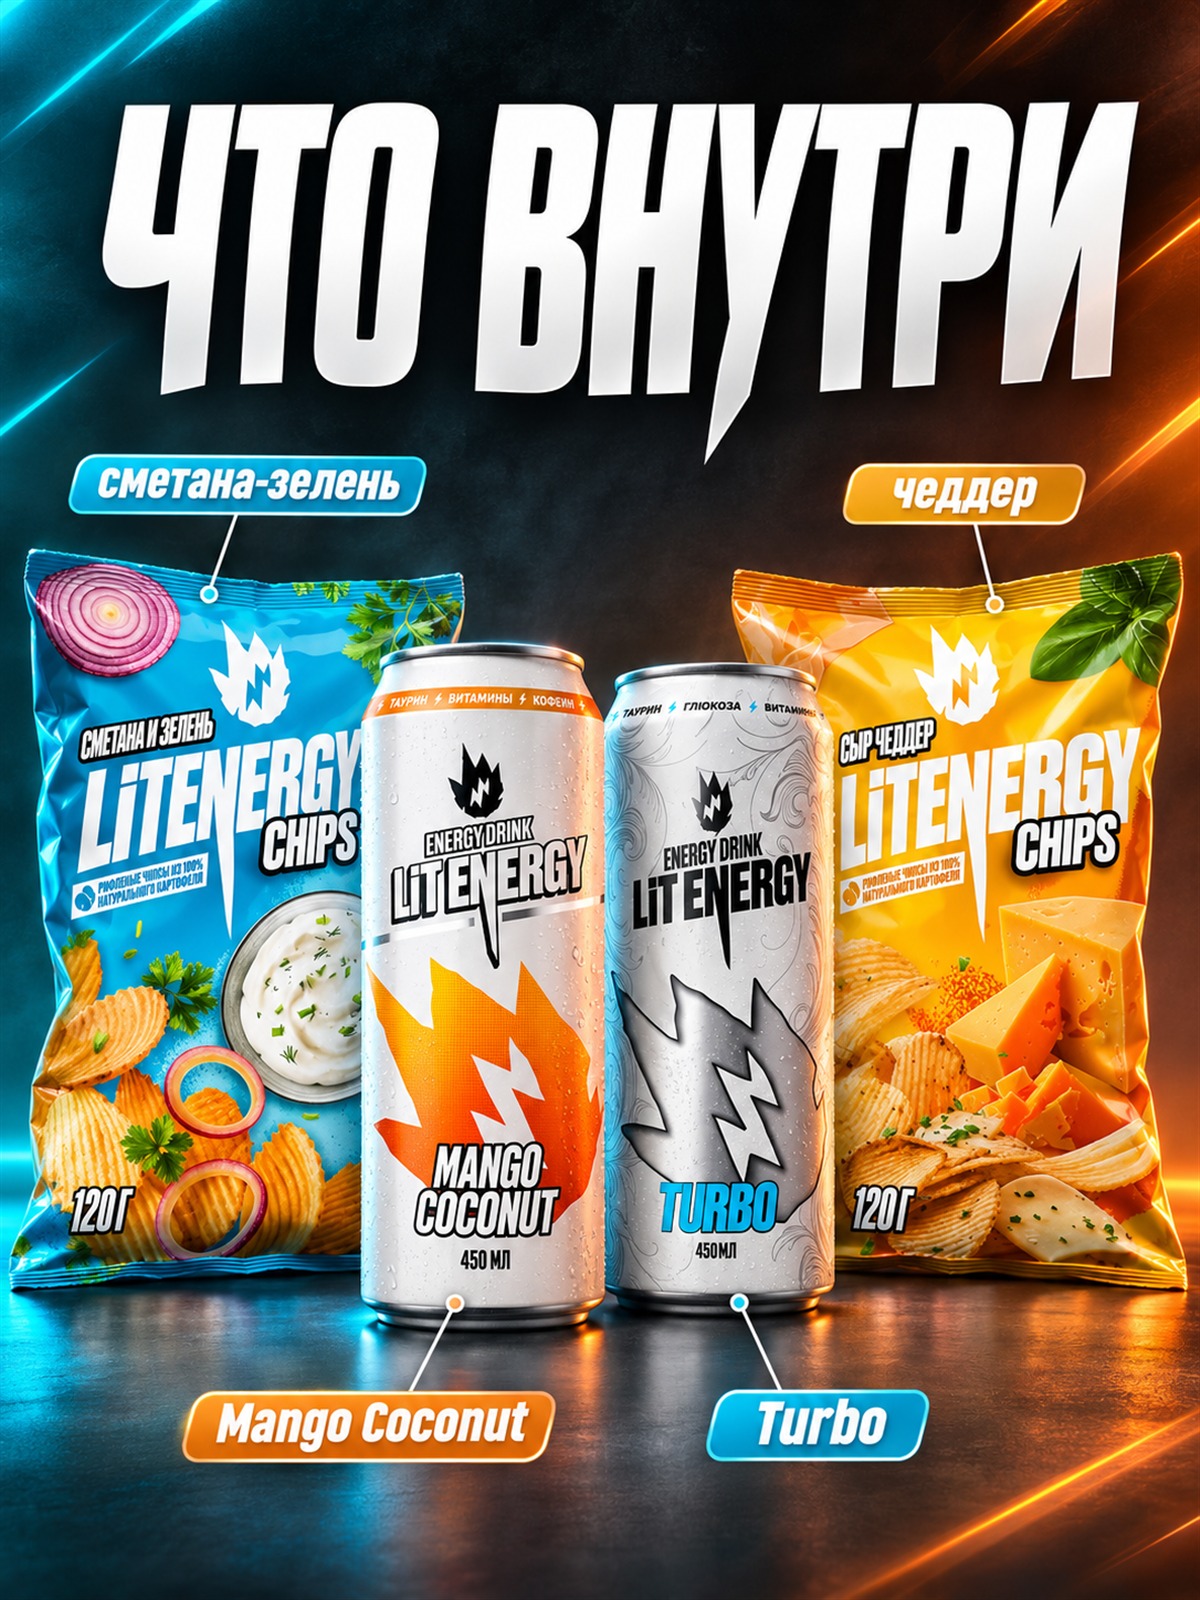 ЧТО ВНУТРИ
сметана-зелень
чеддер
СМЕТАНА И ЗЕЛЕНЬ
LiTENERGY
CHIPS
РИФЛЕНЫЕ ЧИПСЫ ИЗ 100%
НАТУРАЛЬНОГО КАРТОФЕЛЯ
120Г
ТАУРИН ВИТАМИНЫ КОФЕИН
ENERGY DRINK
LiT ENERGY
MANGO
COCONUT
450 МЛ
ТАУРИН ГЛЮКОЗА ВИТАМИНЫ
ENERGY DRINK
LiT ENERGY
TURBO
450МЛ
СЫР ЧЕДДЕР
LiTENERGY
CHIPS
РИФЛЕНЫЕ ЧИПСЫ ИЗ 100%
НАТУРАЛЬНОГО КАРТОФЕЛЯ
120Г
Mango Coconut
Turbo